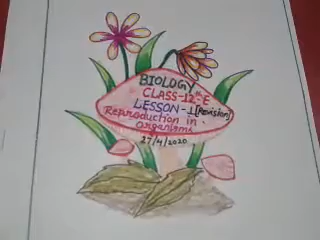 BIOLOGY
CLASS-12th-E
LESSON-1 [Revision]
Reproduction in
organisms
27/4/2020